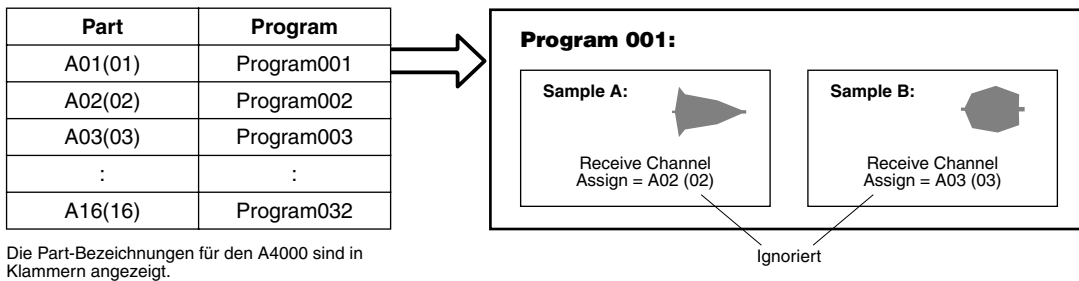 Part Program
A01(01) Program001
A02(02) Program002
A03(03) Program003
: :
A16(16) Program032
Die Part-Bezeichnungen für den A4000 sind in
Klammern angezeigt.
Program 001:
Sample A:
Receive Channel
Assign = A02 (02)
Sample B:
Receive Channel
Assign = A03 (03)
Ignoriert